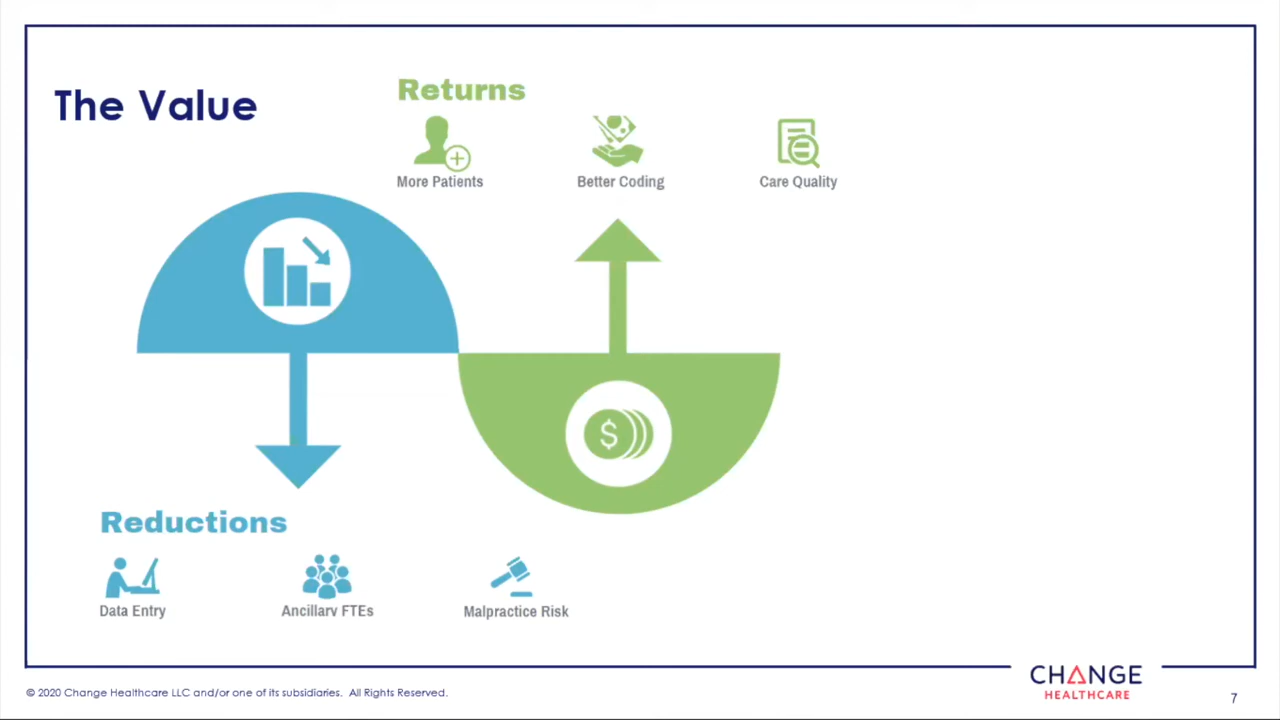 The Value
Returns
More Patients
Better Coding
Care Quality
$
Reductions
Data Entry
Ancillary FTEs
Malpractice Risk
© 2020 Change Healthcare LLC and/or one of its subsidiaries. All Rights Reserved.
CHANGE
HEALTHCARE
7